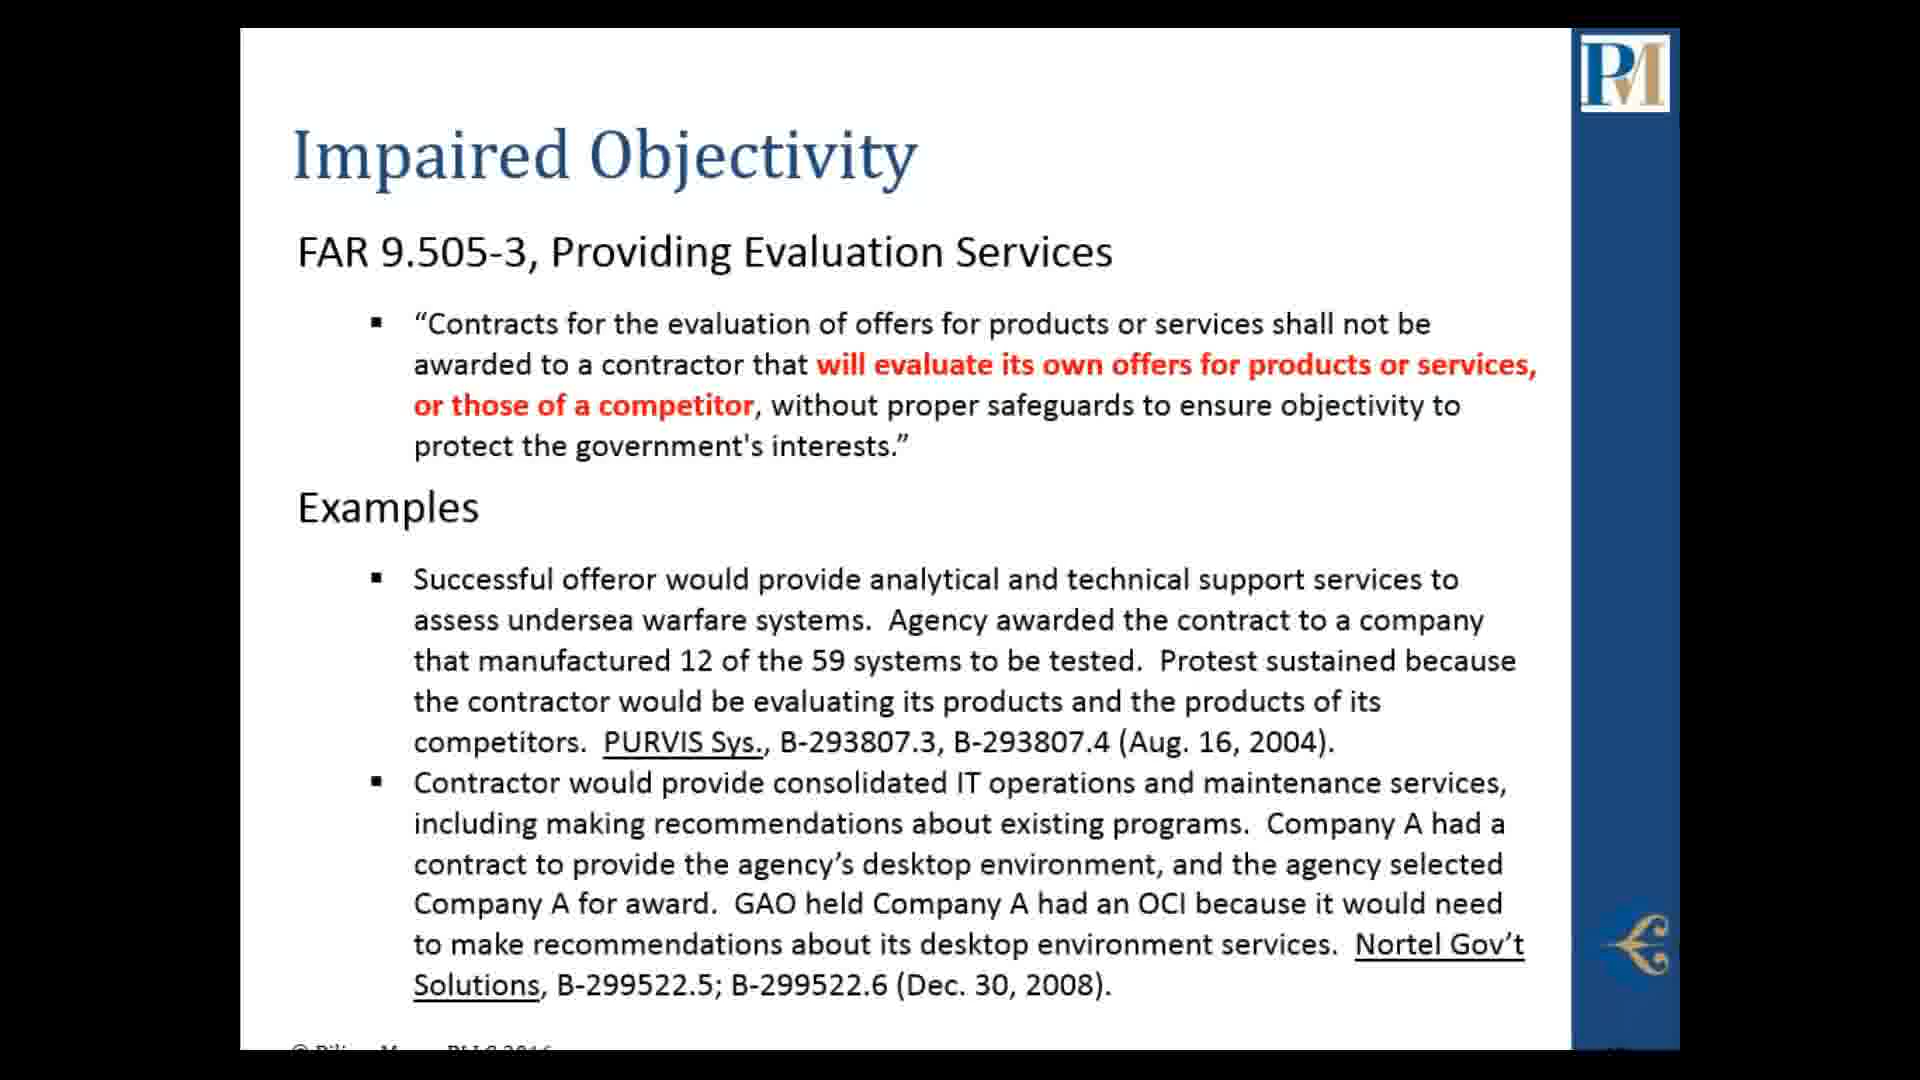 PM
Impaired Objectivity
FAR 9.505-3, Providing Evaluation Services
▪ “Contracts for the evaluation of offers for products or services shall not be
awarded to a contractor that will evaluate its own offers for products or services,
or those of a competitor, without proper safeguards to ensure objectivity to
protect the government's interests.”
Examples
▪ Successful offeror would provide analytical and technical support services to
assess undersea warfare systems.  Agency awarded the contract to a company
that manufactured 12 of the 59 systems to be tested.  Protest sustained because
the contractor would be evaluating its products and the products of its
competitors.  PURVIS Sys., B-293807.3, B-293807.4 (Aug. 16, 2004).
▪ Contractor would provide consolidated IT operations and maintenance services,
including making recommendations about existing programs.  Company A had a
contract to provide the agency’s desktop environment, and the agency selected
Company A for award.  GAO held Company A had an OCI because it would need
to make recommendations about its desktop environment services.  Nortel Gov’t
Solutions, B-299522.5; B-299522.6 (Dec. 30, 2008).
© PLLC 2016